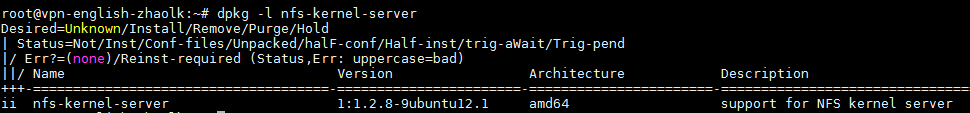 root@vpn-english-zhaolk:~# dpkg -l nfs-kernel-server
Desired=Unknown/Install/Remove/Purge/Hold
| Status=Not/Inst/Conf-files/Unpacked/halF-conf/Half-inst/trig-aWait/Trig-pend
|/ Err?=(none)/Reinst-required (Status,Err: uppercase=bad)
||/ Name                                Version                Architecture           Description
+++-===================================-======================-======================-=========================
ii  nfs-kernel-server                   1:1.2.8-9ubuntu12.1    amd64                  support for NFS kernel server